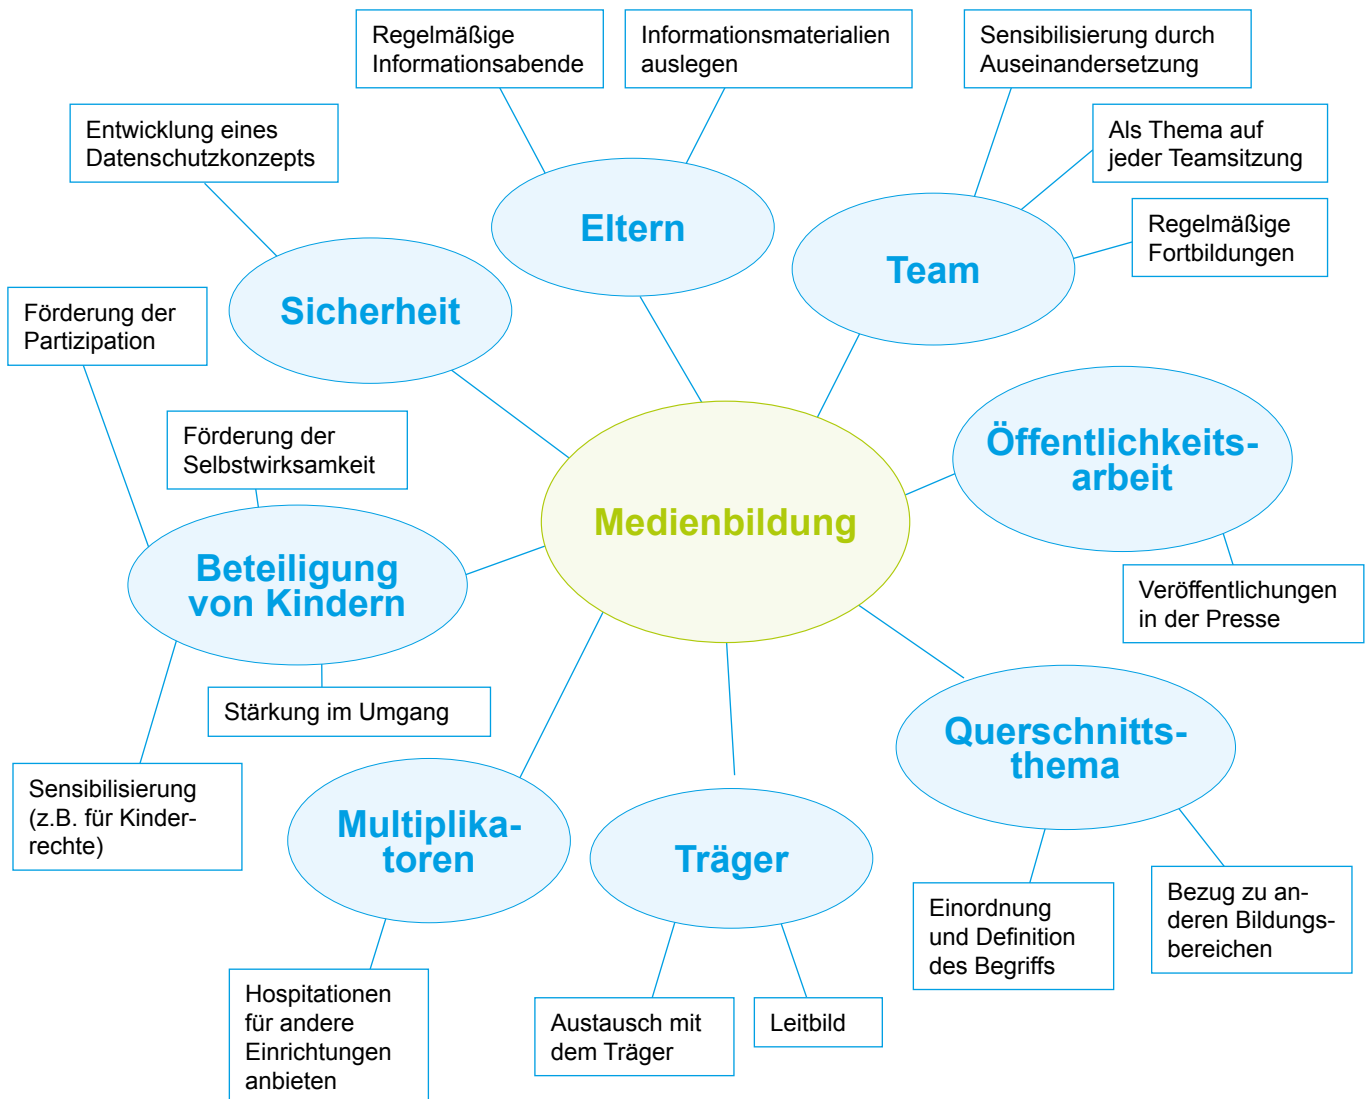 Regelmäßige
Informationsabende
Informationsmaterialien
auslegen
Sensibilisierung durch
Auseinandersetzung
Entwicklung eines
Datenschutzkonzepts
Als Thema auf
jeder Teamsitzung
Regelmäßige
Fortbildungen
Eltern
Team
Sicherheit
Förderung der
Partizipation
Förderung der
Selbstwirksamkeit
Öffentlichkeits-
arbeit
Medienbildung
Beteiligung
von Kindern
Veröffentlichungen
in der Presse
Stärkung im Umgang
Querschnitts-
thema
Sensibilisierung
(z.B. für Kinder-
rechte)
Multiplika-
toren
Träger
Einordnung
und Definition
des Begriffs
Bezug zu an-
deren Bildungs-
bereichen
Hospitationen
für andere
Einrichtungen
anbieten
Austausch mit
dem Träger
Leitbild